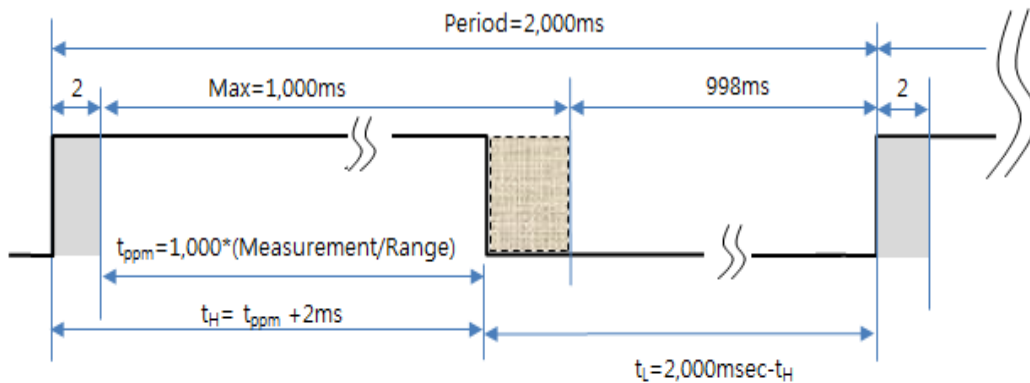 Period=2,000ms
2
Max=1,000ms
998ms
2
tppm=1,000*(Measurement/Range)
tH= tppm +2ms
tL=2,000msec-tH